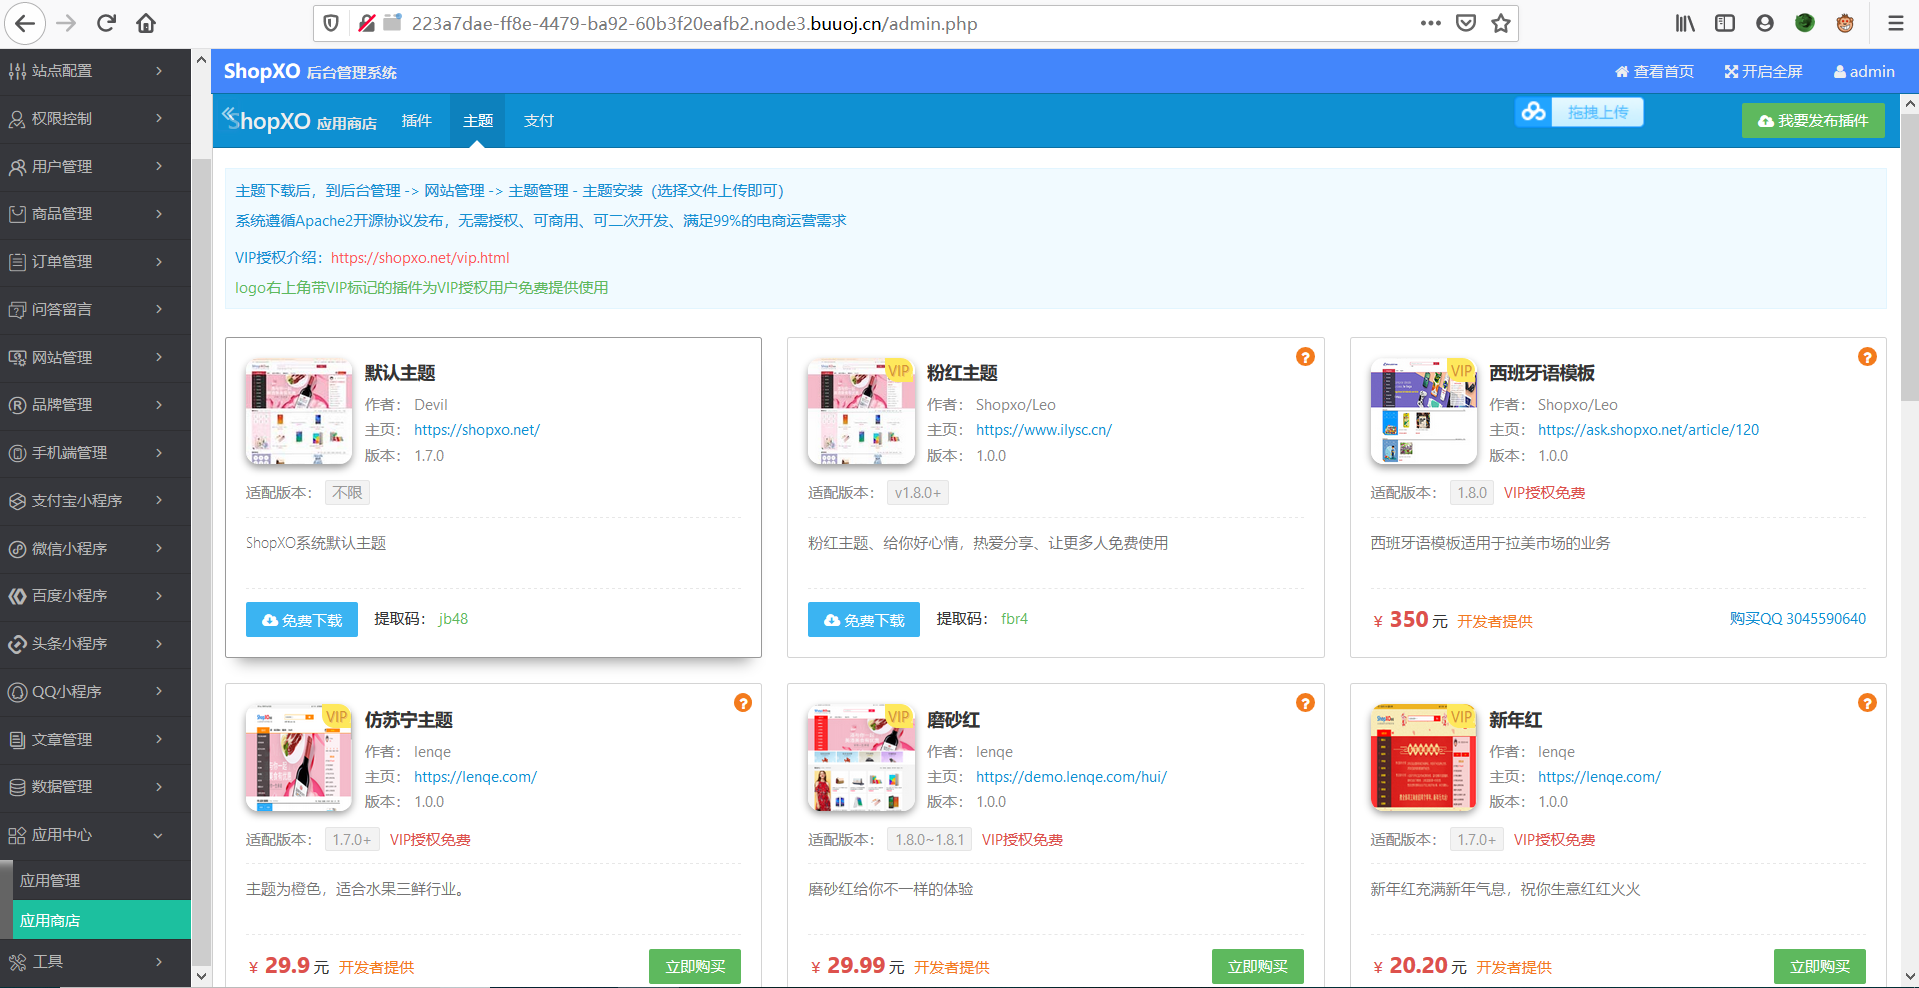 223a7dae-ff8e-4479-ba92-60b3f20eafb2.node3.buuoj.cn/admin.php
ShopXO 后台管理系统
查看首页
开启全屏
admin
站点配置
权限控制
用户管理
商品管理
订单管理
问答留言
网站管理
品牌管理
手机端管理
支付宝小程序
微信小程序
百度小程序
头条小程序
QQ小程序
文章管理
数据管理
应用中心
应用管理
应用商店
工具
ShopXO 应用商店
插件
主题
支付
拖拽上传
我要发布插件
主题下载后，到后台管理 -> 网站管理 -> 主题管理 - 主题安装（选择文件上传即可）
系统遵循Apache2开源协议发布，无需授权、可商用、可二次开发、满足99%的电商运营需求
VIP授权介绍：https://shopxo.net/vip.html
logo右上角带VIP标记的插件为VIP授权用户免费提供使用
默认主题
作者： Devil
主页： https://shopxo.net/
版本： 1.7.0
适配版本： 不限
ShopXO系统默认主题
免费下载 提取码： jb48
VIP
粉红主题
作者： Shopxo/Leo
主页： https://www.ilysc.cn/
版本： 1.0.0
适配版本： v1.8.0+
粉红主题、给你好心情，热爱分享、让更多人免费使用
免费下载 提取码： fbr4
VIP
西班牙语模板
作者： Shopxo/Leo
主页： https://ask.shopxo.net/article/120
版本： 1.0.0
适配版本： 1.8.0 VIP授权免费
西班牙语模板适用于拉美市场的业务
￥ 350 元 开发者提供 购买QQ 3045590640
VIP
仿苏宁主题
作者： lenqe
主页： https://lenqe.com/
版本： 1.0.0
适配版本： 1.7.0+ VIP授权免费
主题为橙色，适合水果三鲜行业。
￥ 29.9 元 开发者提供 立即购买
VIP
磨砂红
作者： lenqe
主页： https://demo.lenqe.com/hui/
版本： 1.0.0
适配版本： 1.8.0~1.8.1 VIP授权免费
磨砂红给你不一样的体验
￥ 29.99 元 开发者提供 立即购买
VIP
新年红
作者： lenqe
主页： https://lenqe.com/
版本： 1.0.0
适配版本： 1.7.0+ VIP授权免费
新年红充满新年气息，祝你生意红红火火
￥ 20.20 元 开发者提供 立即购买